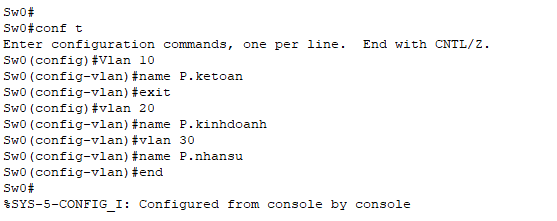 Sw0#
Sw0#conf t
Enter configuration commands, one per line.  End with CNTL/Z.
Sw0(config)#Vlan 10
Sw0(config-vlan)#name P.ketoan
Sw0(config-vlan)#exit
Sw0(config)#vlan 20
Sw0(config-vlan)#name P.kinhdoanh
Sw0(config-vlan)#vlan 30
Sw0(config-vlan)#name P.nhansu
Sw0(config-vlan)#end
Sw0#
%SYS-5-CONFIG_I: Configured from console by console